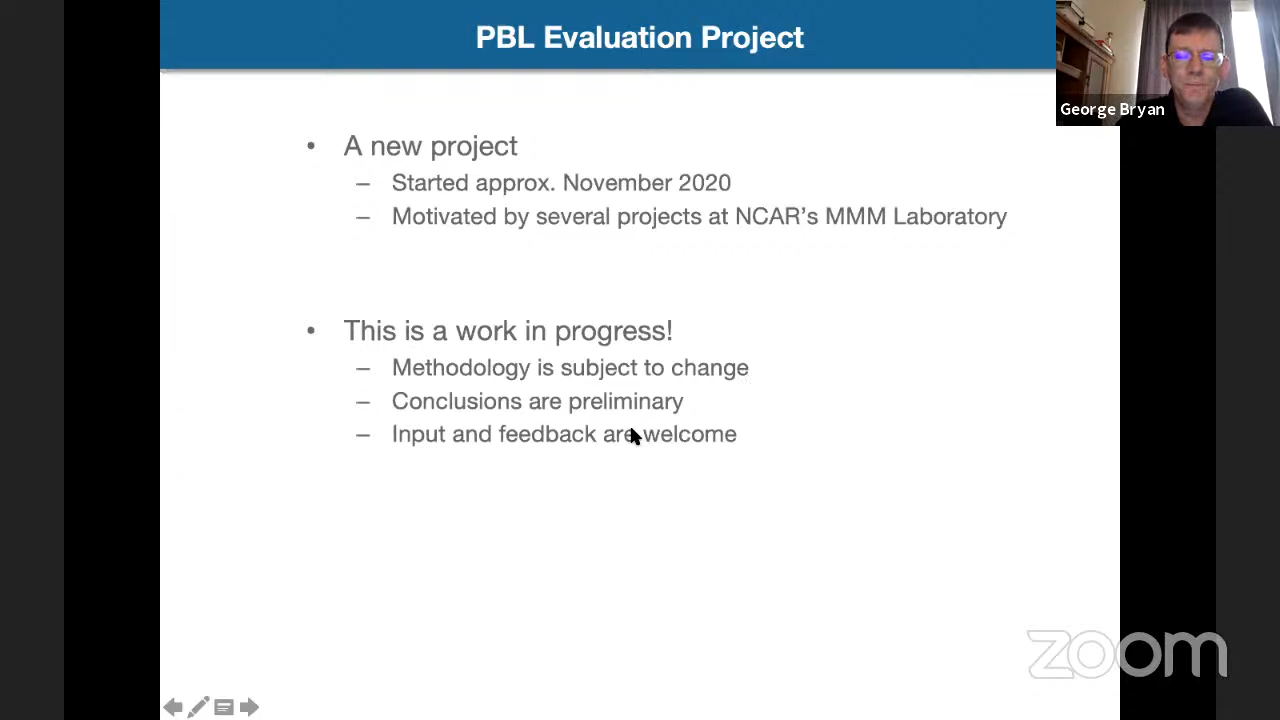 PBL Evaluation Project
George Bryan
• A new project
– Started approx. November 2020
– Motivated by several projects at NCAR's MMM Laboratory
• This is a work in progress!
– Methodology is subject to change
– Conclusions are preliminary
– Input and feedback are welcome
zoom